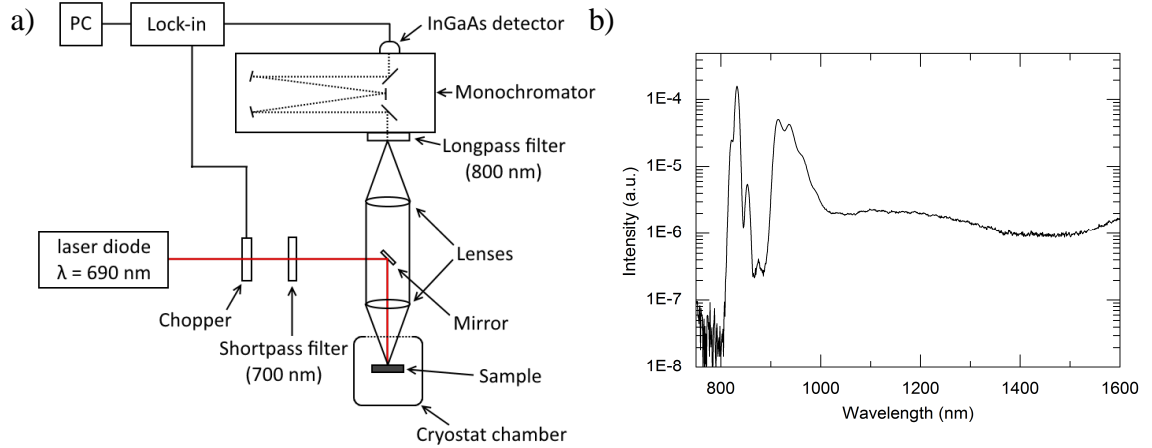 a)
PC
Lock-in
InGaAs detector
Monochromator
Longpass filter
(800 nm)
laser diode
λ = 690 nm
Lenses
Chopper
Mirror
Shortpass filter
(700 nm)
Sample
Cryostat chamber
b)
Intensity (a.u.)
1E-4
1E-5
1E-6
1E-7
1E-8
800 1000 1200 1400 1600
Wavelength (nm)